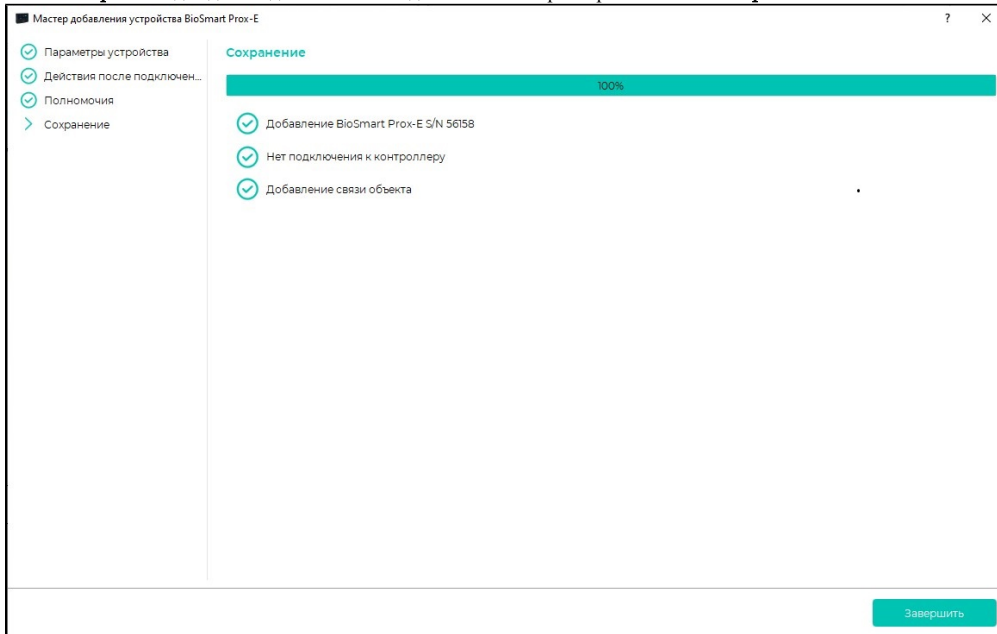 Мастер добавления устройства BioSmart Prox-E
?
Параметры устройства
Действия после подключен...
Полномочия
Сохранение
Сохранение
100%
Добавление BioSmart Prox-E S/N 56158
Нет подключения к контроллеру
Добавление связи объекта
Завершить